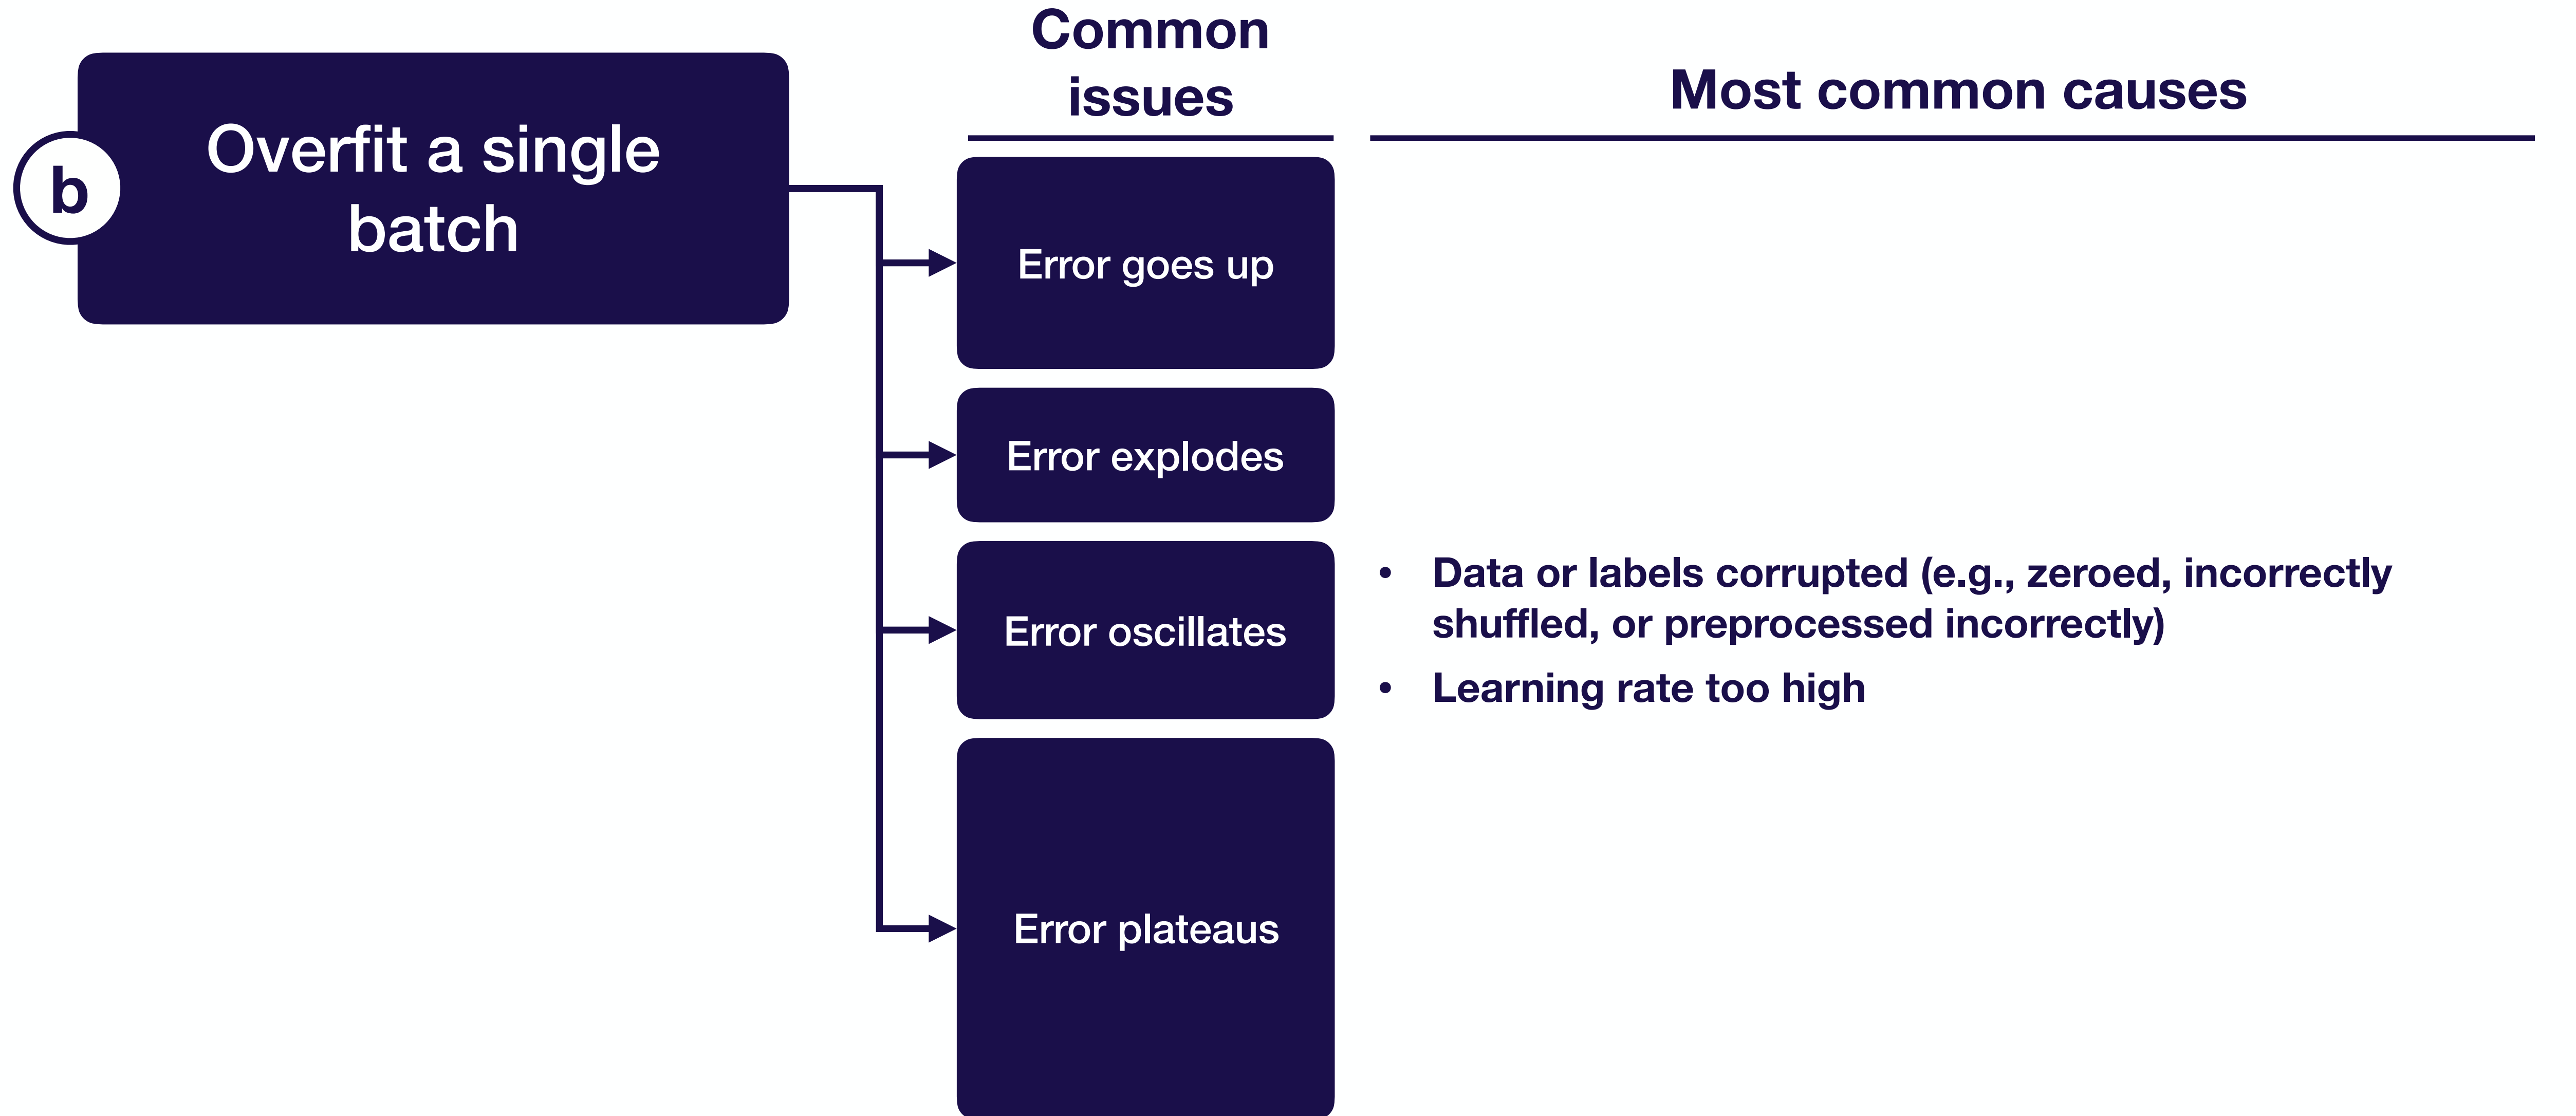 b
Overfit a single
batch
Common
issues
Most common causes
Error goes up
Error explodes
Error oscillates
• Data or labels corrupted (e.g., zeroed, incorrectly
shuffled, or preprocessed incorrectly)
• Learning rate too high
Error plateaus